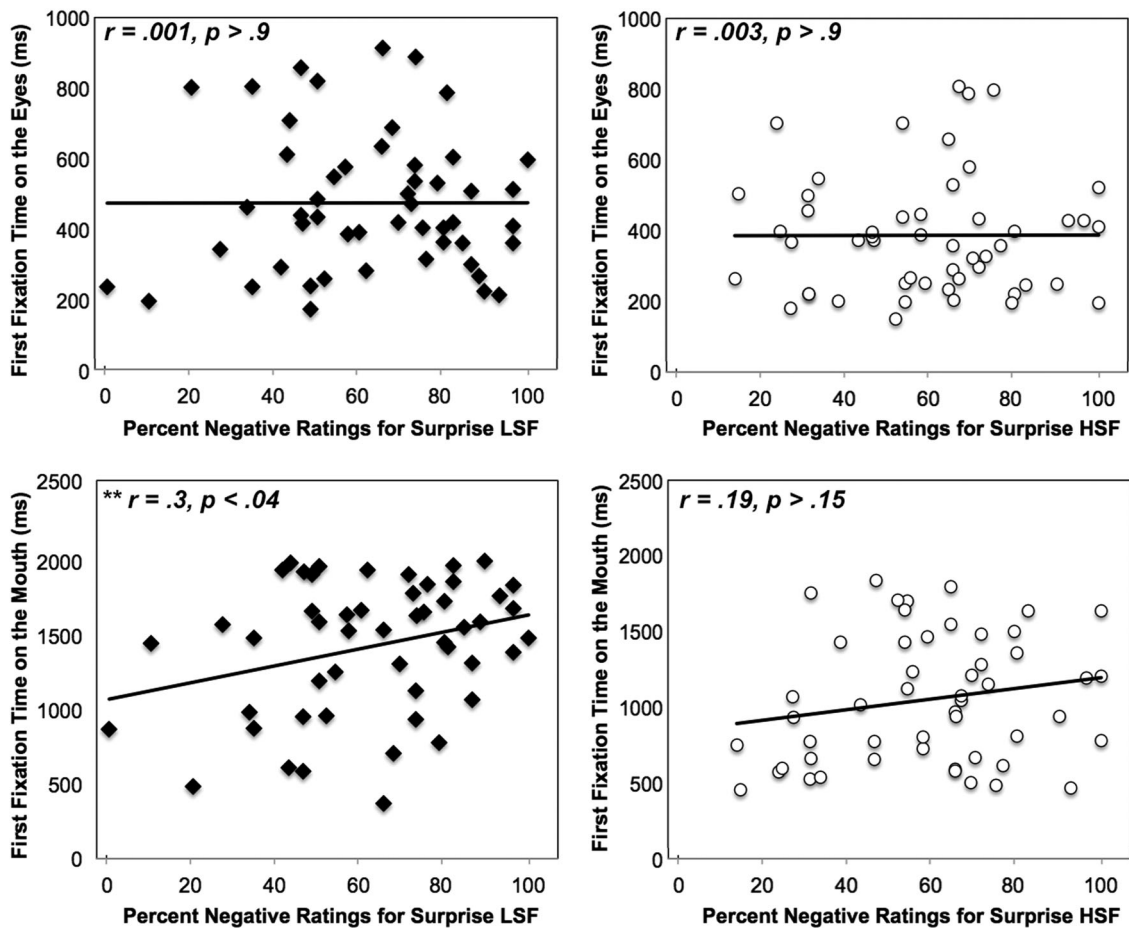 r = .001, p > .9
First Fixation Time on the Eyes (ms)
1000
800
600
400
200
0
0 20 40 60 80 100
Percent Negative Ratings for Surprise LSF
r = .003, p > .9
First Fixation Time on the Eyes (ms)
1000
800
600
400
200
0
0 20 40 60 80 100
Percent Negative Ratings for Surprise HSF
** r = .3, p < .04
First Fixation Time on the Mouth (ms)
2500
2000
1500
1000
500
0
0 20 40 60 80 100
Percent Negative Ratings for Surprise LSF
r = .19, p > .15
First Fixation Time on the Mouth (ms)
2500
2000
1500
1000
500
0
0 20 40 60 80 100
Percent Negative Ratings for Surprise HSF